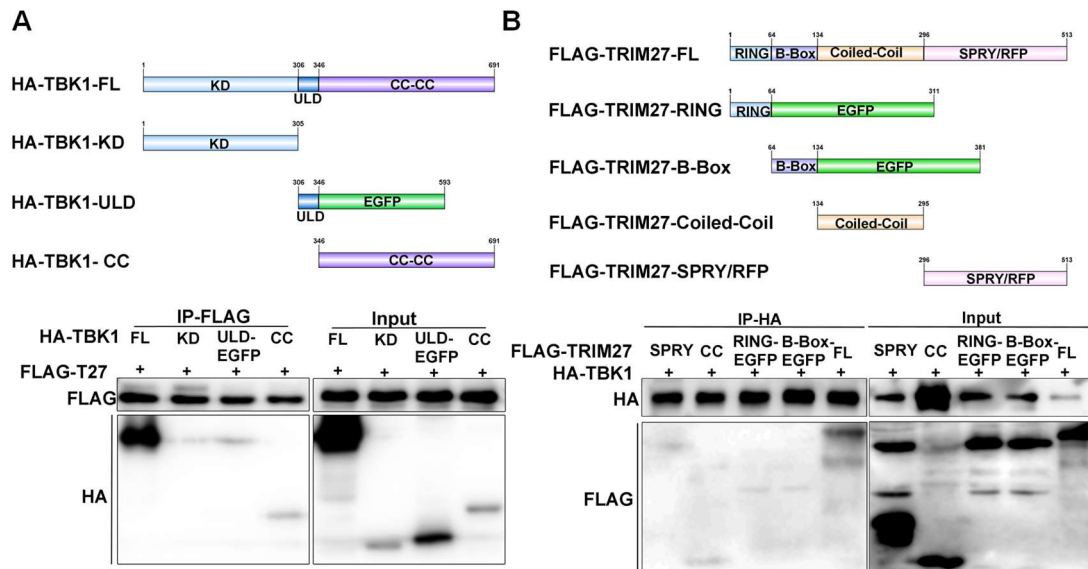 A
HA-TBK1-FL
1 306 346 691
KD ULD CC-CC
HA-TBK1-KD
1 305
KD
HA-TBK1-ULD
306 346 593
ULD EGFP
HA-TBK1- CC
346 691
CC-CC
IP-FLAG Input
HA-TBK1: FL KD ULD-EGFP CC FL KD ULD-EGFP CC
FLAG-T27 + + + + + + + +
FLAG
HA
B
FLAG-TRIM27-FL
1 64 134 296 513
RING B-Box Coiled-Coil SPRY/RFP
FLAG-TRIM27-RING
1 64 311
RING EGFP
FLAG-TRIM27-B-Box
64 134 381
B-Box EGFP
FLAG-TRIM27-Coiled-Coil
134 295
Coiled-Coil
FLAG-TRIM27-SPRY/RFP
296 513
SPRY/RFP
IP-HA Input
FLAG-TRIM27 SPRY CC RING-EGFP B-Box-EGFP FL SPRY CC RING-EGFP B-Box-EGFP FL
HA-TBK1: + + + + + + + + + +
HA
FLAG